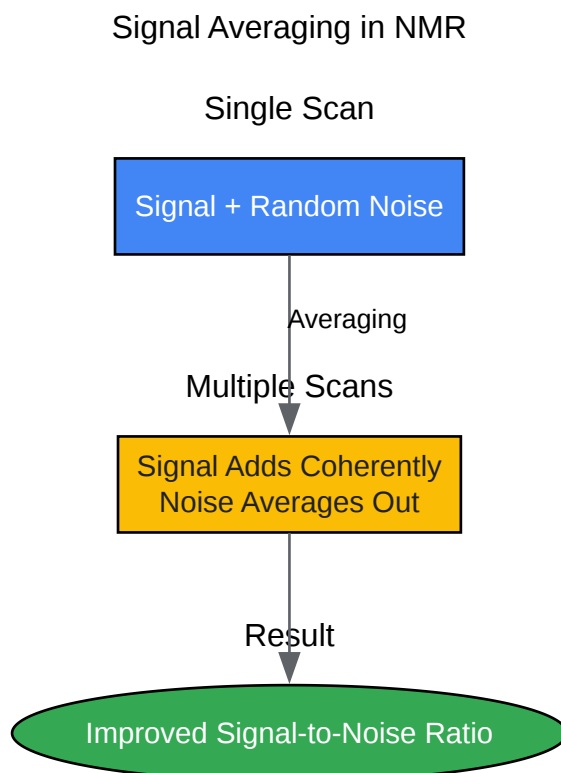 Signal Averaging in NMR
Single Scan
Signal + Random Noise
Averaging
Multiple Scans
Signal Adds Coherently
Noise Averages Out
Result
Improved Signal-to-Noise Ratio